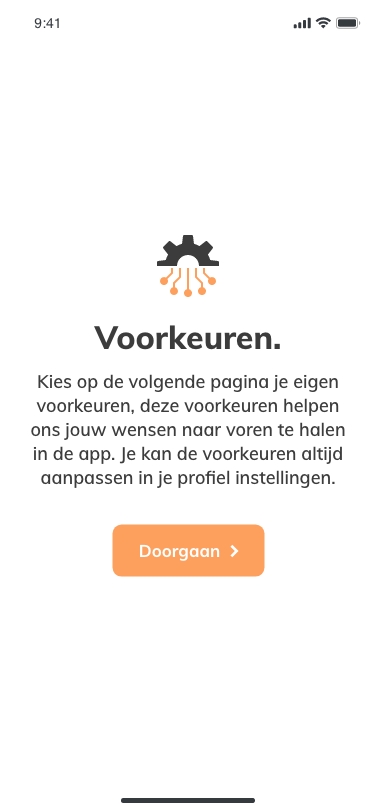 9:41
Voorkeuren.
Kies op de volgende pagina je eigen
voorkeuren, deze voorkeuren helpen
ons jouw wensen naar voren te halen
in de app. Je kan de voorkeuren altijd
aanpassen in je profiel instellingen.
Doorgaan